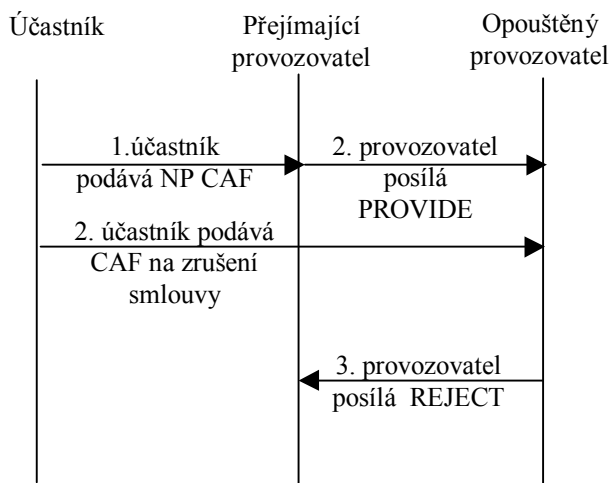 Účastník
Přejímající
provozovatel
Opouštěný
provozovatel
1.účastník
podává NP CAF
2. provozovatel
posílá
PROVIDE
2. účastník podává
CAF na zrušení
smlouvy
3. provozovatel
posílá REJECT